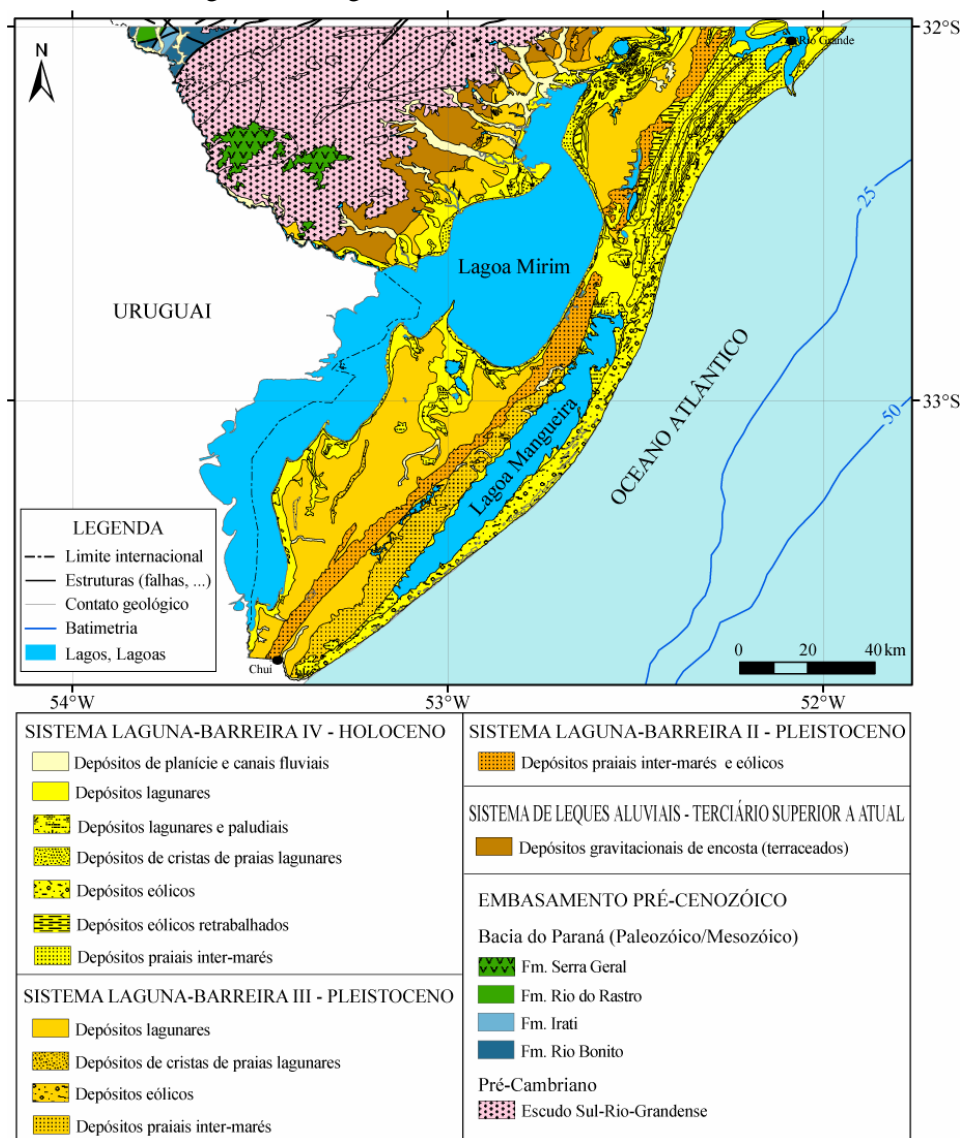 32°S
N
Rio Grande
25
Lagoa Mirim
URUGUAI
OCEANO ATLÂNTICO
33°S
50
Lagoa Mangueira
LEGENDA
Limite internacional
Estruturas (falhas, ...)
Contato geológico
Batimetria
Lagos, Lagoas
Chui
0 20 40 km
54°W 53°W 52°W
SISTEMA LAGUNA-BARREIRA IV - HOLOCENO
Depósitos de planície e canais fluviais
Depósitos lagunares
Depósitos lagunares e paludiais
Depósitos de cristas de praias lagunares
Depósitos eólicos
Depósitos eólicos retrabalhados
Depósitos praiais inter-marés
SISTEMA LAGUNA-BARREIRA III - PLEISTOCENO
Depósitos lagunares
Depósitos de cristas de praias lagunares
Depósitos eólicos
Depósitos praiais inter-marés
SISTEMA LAGUNA-BARREIRA II - PLEISTOCENO
Depósitos praiais inter-marés e eólicos
SISTEMA DE LEQUES ALUVIAIS - TERCIÁRIO SUPERIOR A ATUAL
Depósitos gravitacionais de encosta (terraceados)
EMBASAMENTO PRÉ-CENOZÓICO
Bacia do Paraná (Paleozóico/Mesozóico)
Fm. Serra Geral
Fm. Rio do Rastro
Fm. Irati
Fm. Rio Bonito
Pré-Cambriano
Escudo Sul-Rio-Grandense